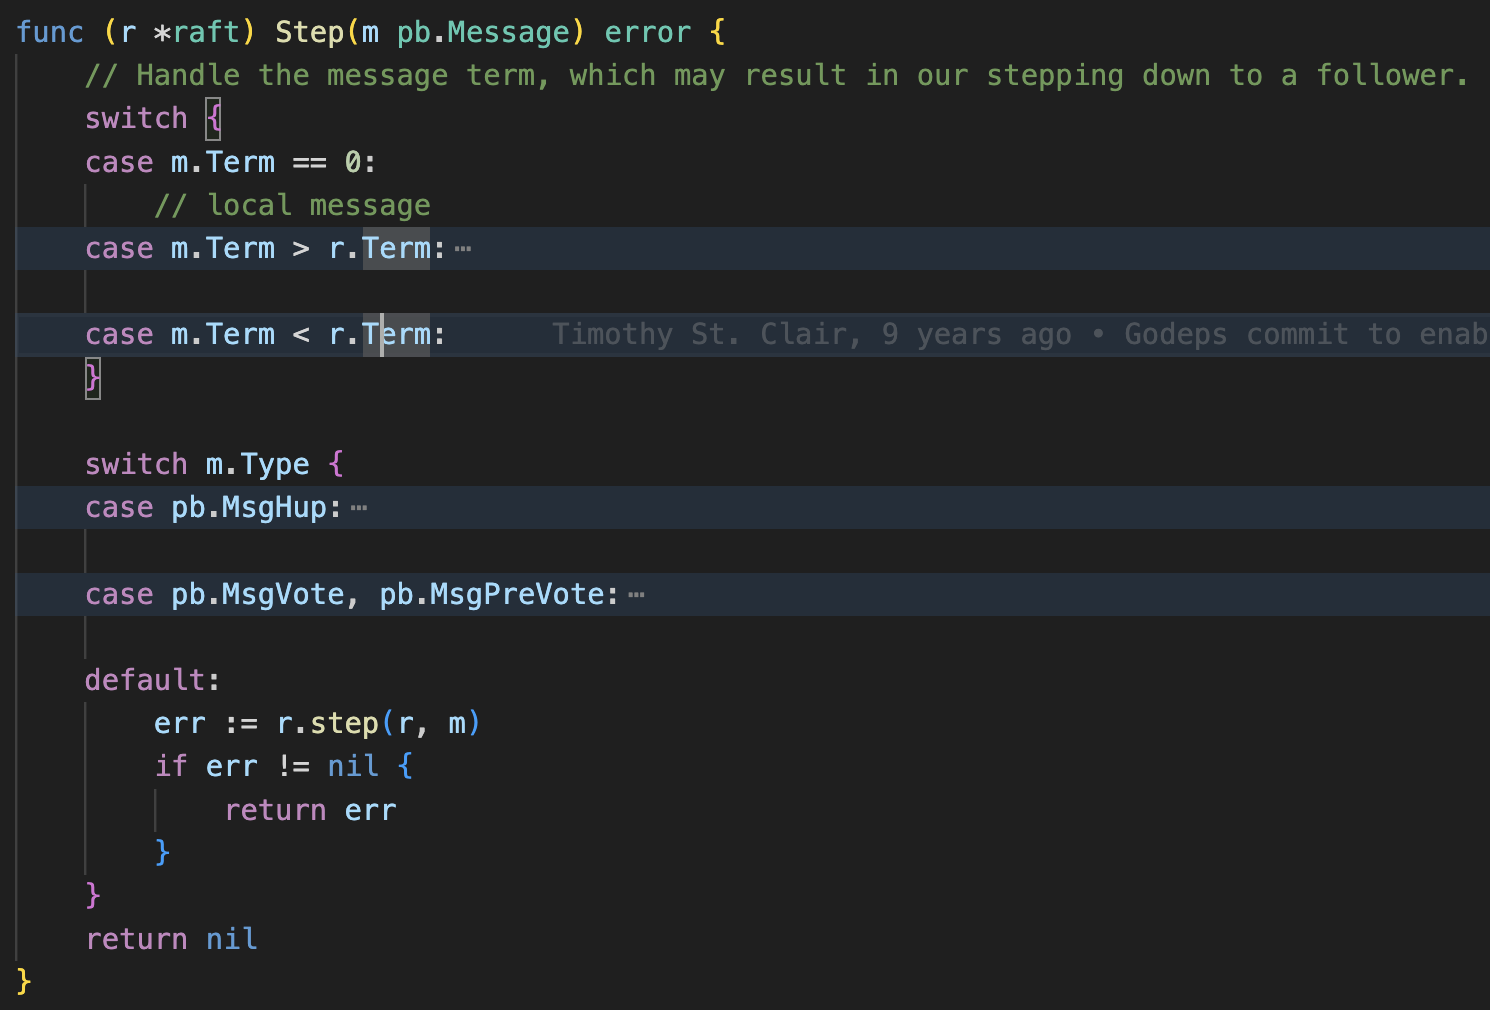 func (r *raft) Step(m pb.Message) error {
// Handle the message term, which may result in our stepping down to a follower.
switch {
case m.Term == 0:
// local message
case m.Term > r.Term:⋯
case m.Term < r.Term: Timothy St. Clair, 9 years ago • Godeps commit to enab
}
switch m.Type {
case pb.MsgHup:⋯
case pb.MsgVote, pb.MsgPreVote:⋯
default:
err := r.step(r, m)
if err != nil {
return err
}
}
return nil
}